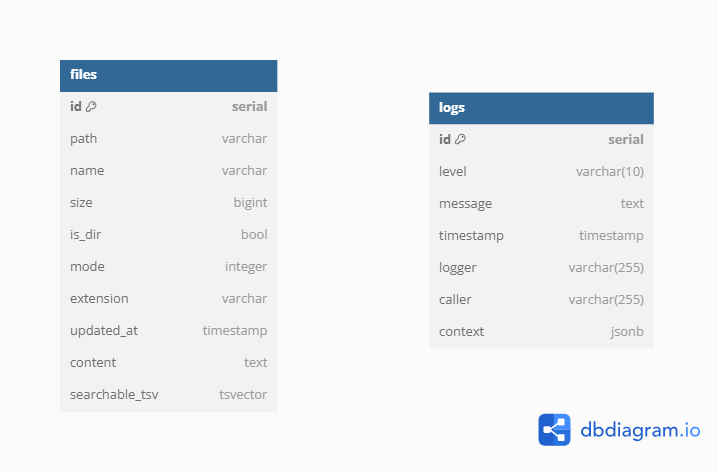 files
id serial
path varchar
name varchar
size bigint
is_dir bool
mode integer
extension varchar
updated_at timestamp
content text
searchable_tsv tsvector
logs
id serial
level varchar(10)
message text
timestamp timestamp
logger varchar(255)
caller varchar(255)
context jsonb
dbdiagram.io